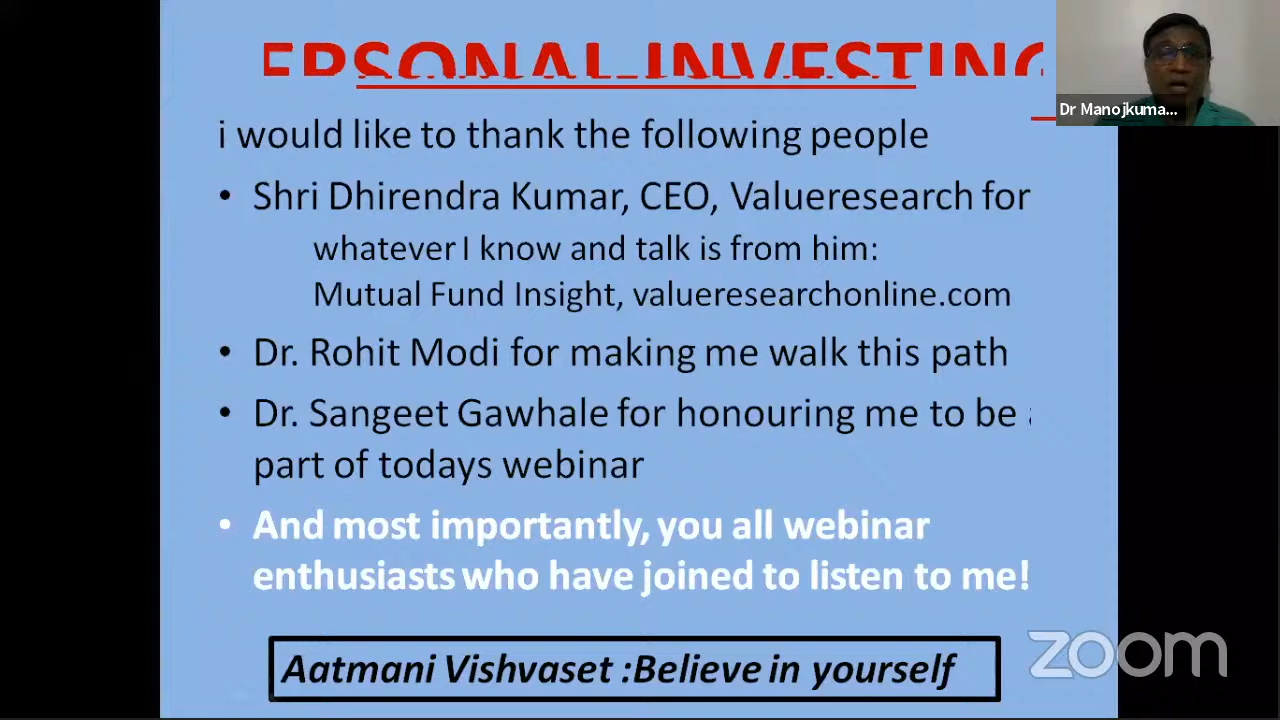 ERSONAL INVESTING
Dr Manojkuma...
i would like to thank the following people
• Shri Dhirendra Kumar, CEO, Valueresearch for
whatever I know and talk is from him:
Mutual Fund Insight, valueresearchonline.com
• Dr. Rohit Modi for making me walk this path
• Dr. Sangeet Gawhale for honouring me to be a
part of todays webinar
• And most importantly, you all webinar
enthusiasts who have joined to listen to me!
Aatmani Vishvaset :Believe in yourself
zoom